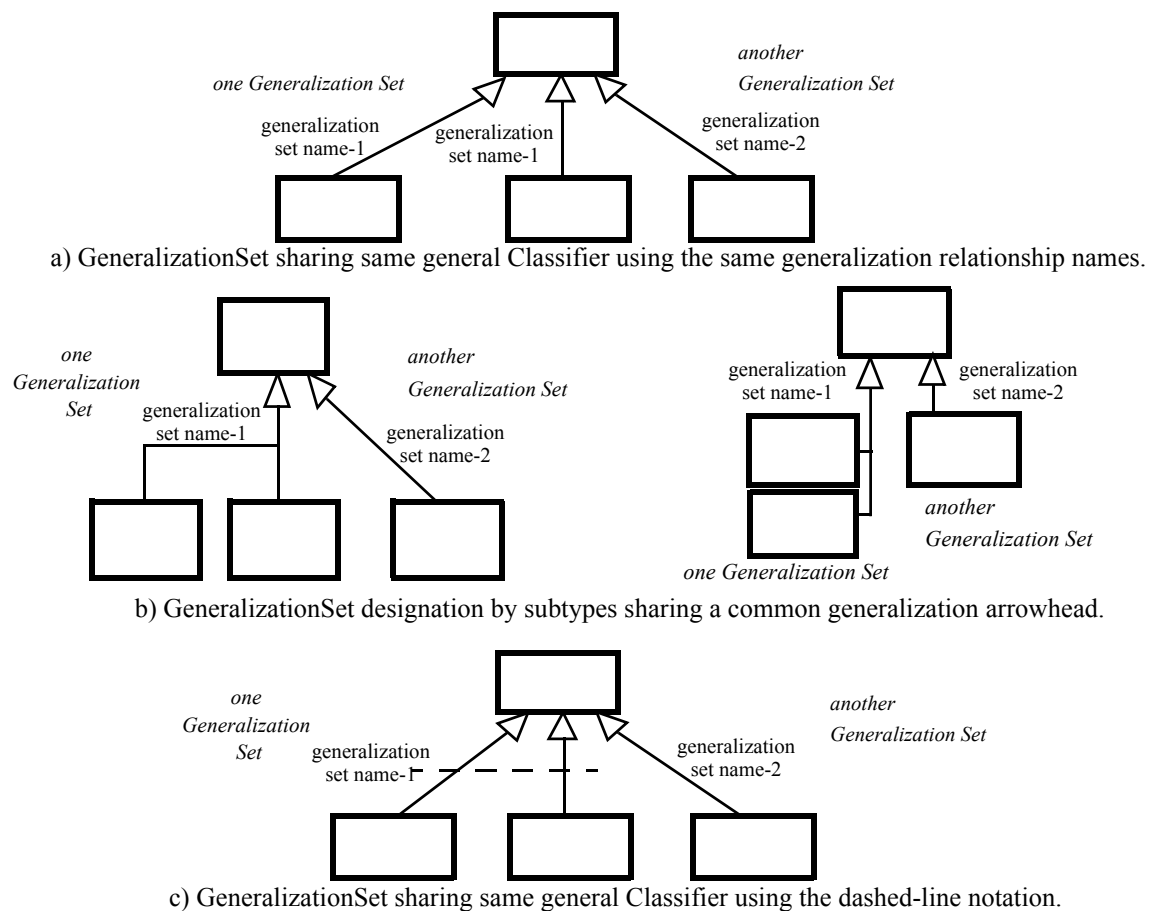 one Generalization Set
another
Generalization Set
generalization
set name-1
generalization
set name-1
generalization
set name-2
a) GeneralizationSet sharing same general Classifier using the same generalization relationship names.
one
Generalization
Set
another
Generalization Set
generalization
set name-1
generalization
set name-2
generalization
set name-1
generalization
set name-2
another
Generalization Set
one Generalization Set
b) GeneralizationSet designation by subtypes sharing a common generalization arrowhead.
one
Generalization
Set
another
Generalization Set
generalization
set name-1
generalization
set name-2
c) GeneralizationSet sharing same general Classifier using the dashed-line notation.